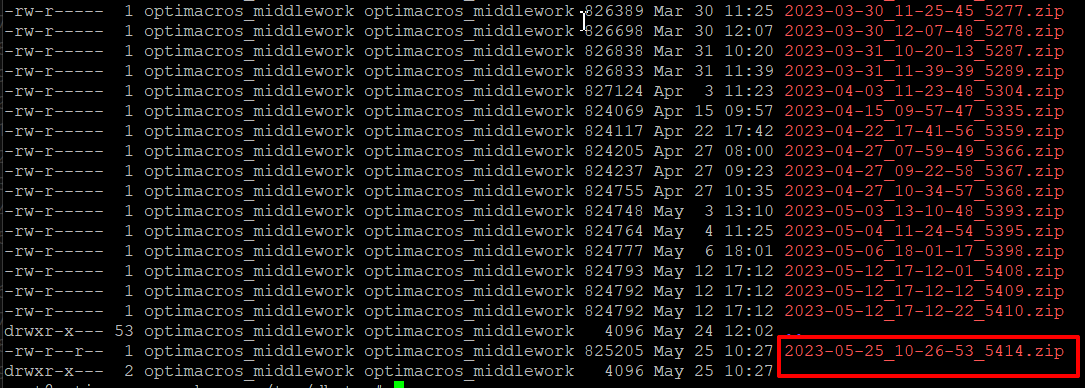 -rw-r----- 1 optimacros_middlework optimacros_middlework 826389 Mar 30 11:25 2023-03-30_11-25-45_5277.zip
-rw-r----- 1 optimacros_middlework optimacros_middlework 826698 Mar 30 12:07 2023-03-30_12-07-48_5278.zip
-rw-r----- 1 optimacros_middlework optimacros_middlework 826838 Mar 31 10:20 2023-03-31_10-20-13_5287.zip
-rw-r----- 1 optimacros_middlework optimacros_middlework 826833 Mar 31 11:39 2023-03-31_11-39-39_5289.zip
-rw-r----- 1 optimacros_middlework optimacros_middlework 827124 Apr 3 11:23 2023-04-03_11-23-48_5304.zip
-rw-r----- 1 optimacros_middlework optimacros_middlework 824069 Apr 15 09:57 2023-04-15_09-57-47_5335.zip
-rw-r----- 1 optimacros_middlework optimacros_middlework 824117 Apr 22 17:42 2023-04-22_17-41-56_5359.zip
-rw-r----- 1 optimacros_middlework optimacros_middlework 824205 Apr 27 08:00 2023-04-27_07-59-49_5366.zip
-rw-r----- 1 optimacros_middlework optimacros_middlework 824237 Apr 27 09:23 2023-04-27_09-22-58_5367.zip
-rw-r----- 1 optimacros_middlework optimacros_middlework 824755 Apr 27 10:35 2023-04-27_10-34-57_5368.zip
-rw-r----- 1 optimacros_middlework optimacros_middlework 824748 May 3 13:10 2023-05-03_13-10-48_5393.zip
-rw-r----- 1 optimacros_middlework optimacros_middlework 824764 May 4 11:25 2023-05-04_11-24-54_5395.zip
-rw-r----- 1 optimacros_middlework optimacros_middlework 824777 May 6 18:01 2023-05-06_18-01-17_5398.zip
-rw-r----- 1 optimacros_middlework optimacros_middlework 824793 May 12 17:12 2023-05-12_17-12-01_5408.zip
-rw-r----- 1 optimacros_middlework optimacros_middlework 824792 May 12 17:12 2023-05-12_17-12-12_5409.zip
-rw-r----- 1 optimacros_middlework optimacros_middlework 824792 May 12 17:12 2023-05-12_17-12-22_5410.zip
drwxr-x--- 53 optimacros_middlework optimacros_middlework 4096 May 24 12:02 ..
-rw-r--r-- 1 optimacros_middlework optimacros_middlework 825205 May 25 10:27 2023-05-25_10-26-53_5414.zip
drwxr-x--- 2 optimacros_middlework optimacros_middlework 4096 May 25 10:27